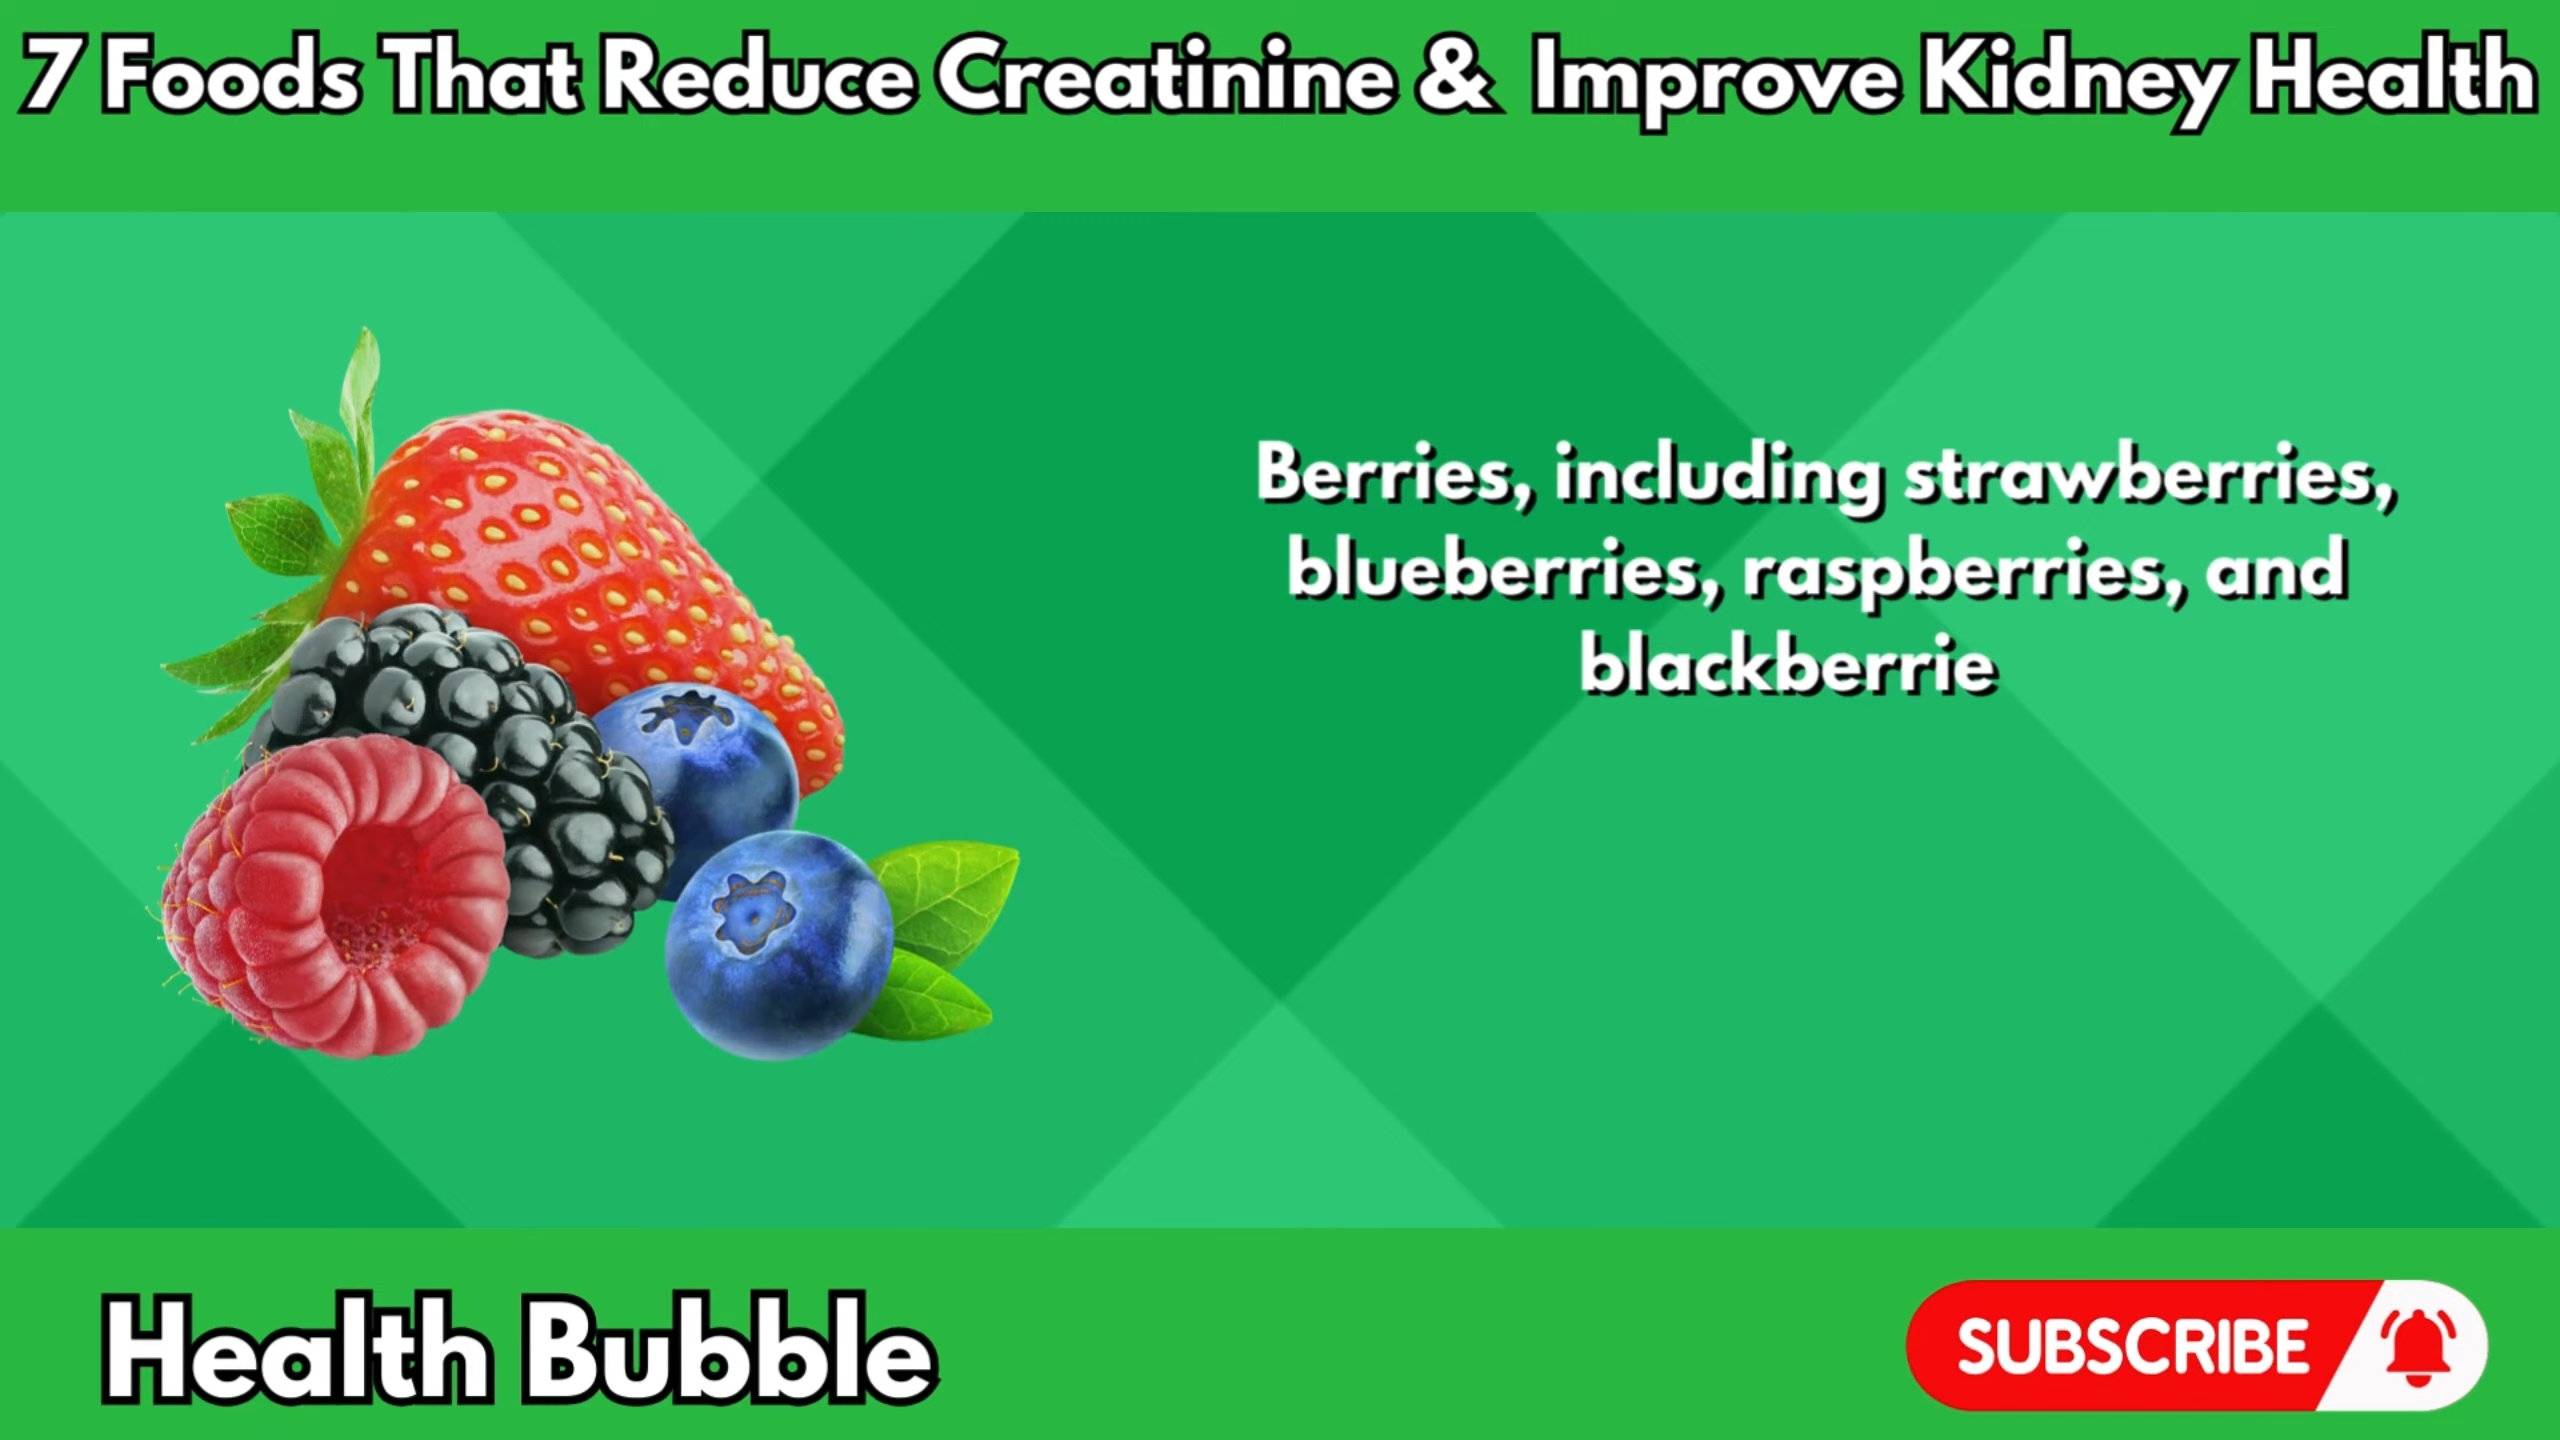 7 Foods That Reduce Creatinine & Improve Kidney Health
Berries, including strawberries,
blueberries, raspberries, and
blackberrie
Health Bubble
SUBSCRIBE